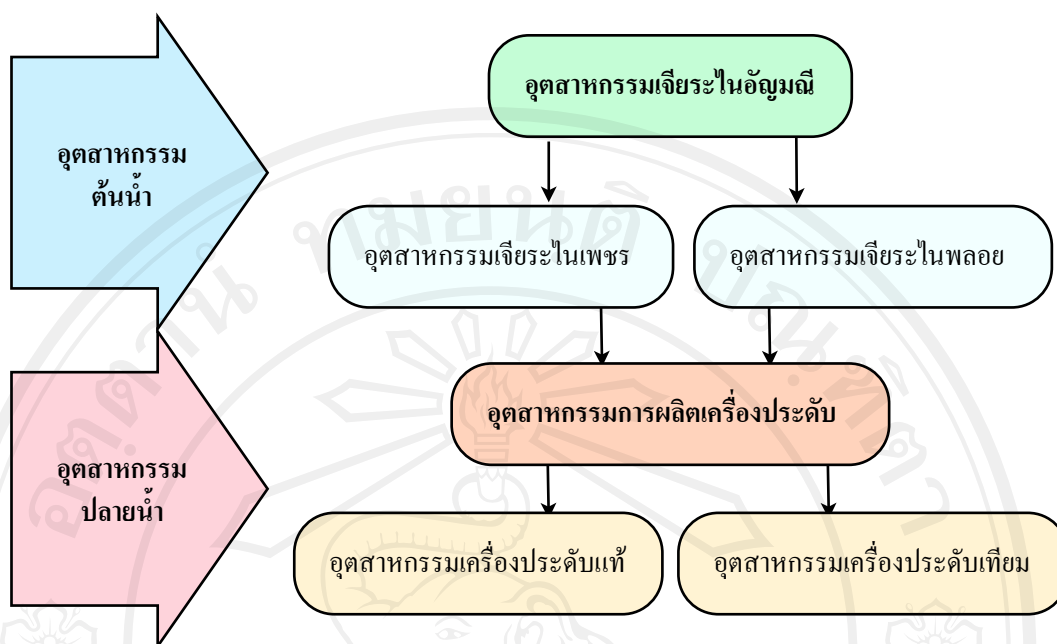 อุตสาหกรรมเจียระไนอัญมณี
อุตสาหกรรม
ต้นน้ำ
อุตสาหกรรมเจียระไนเพชร
อุตสาหกรรมเจียระไนพลอย
อุตสาหกรรมการผลิตเครื่องประดับ
อุตสาหกรรม
ปลายน้ำ
อุตสาหกรรมเครื่องประดับแท้
อุตสาหกรรมเครื่องประดับเทียม